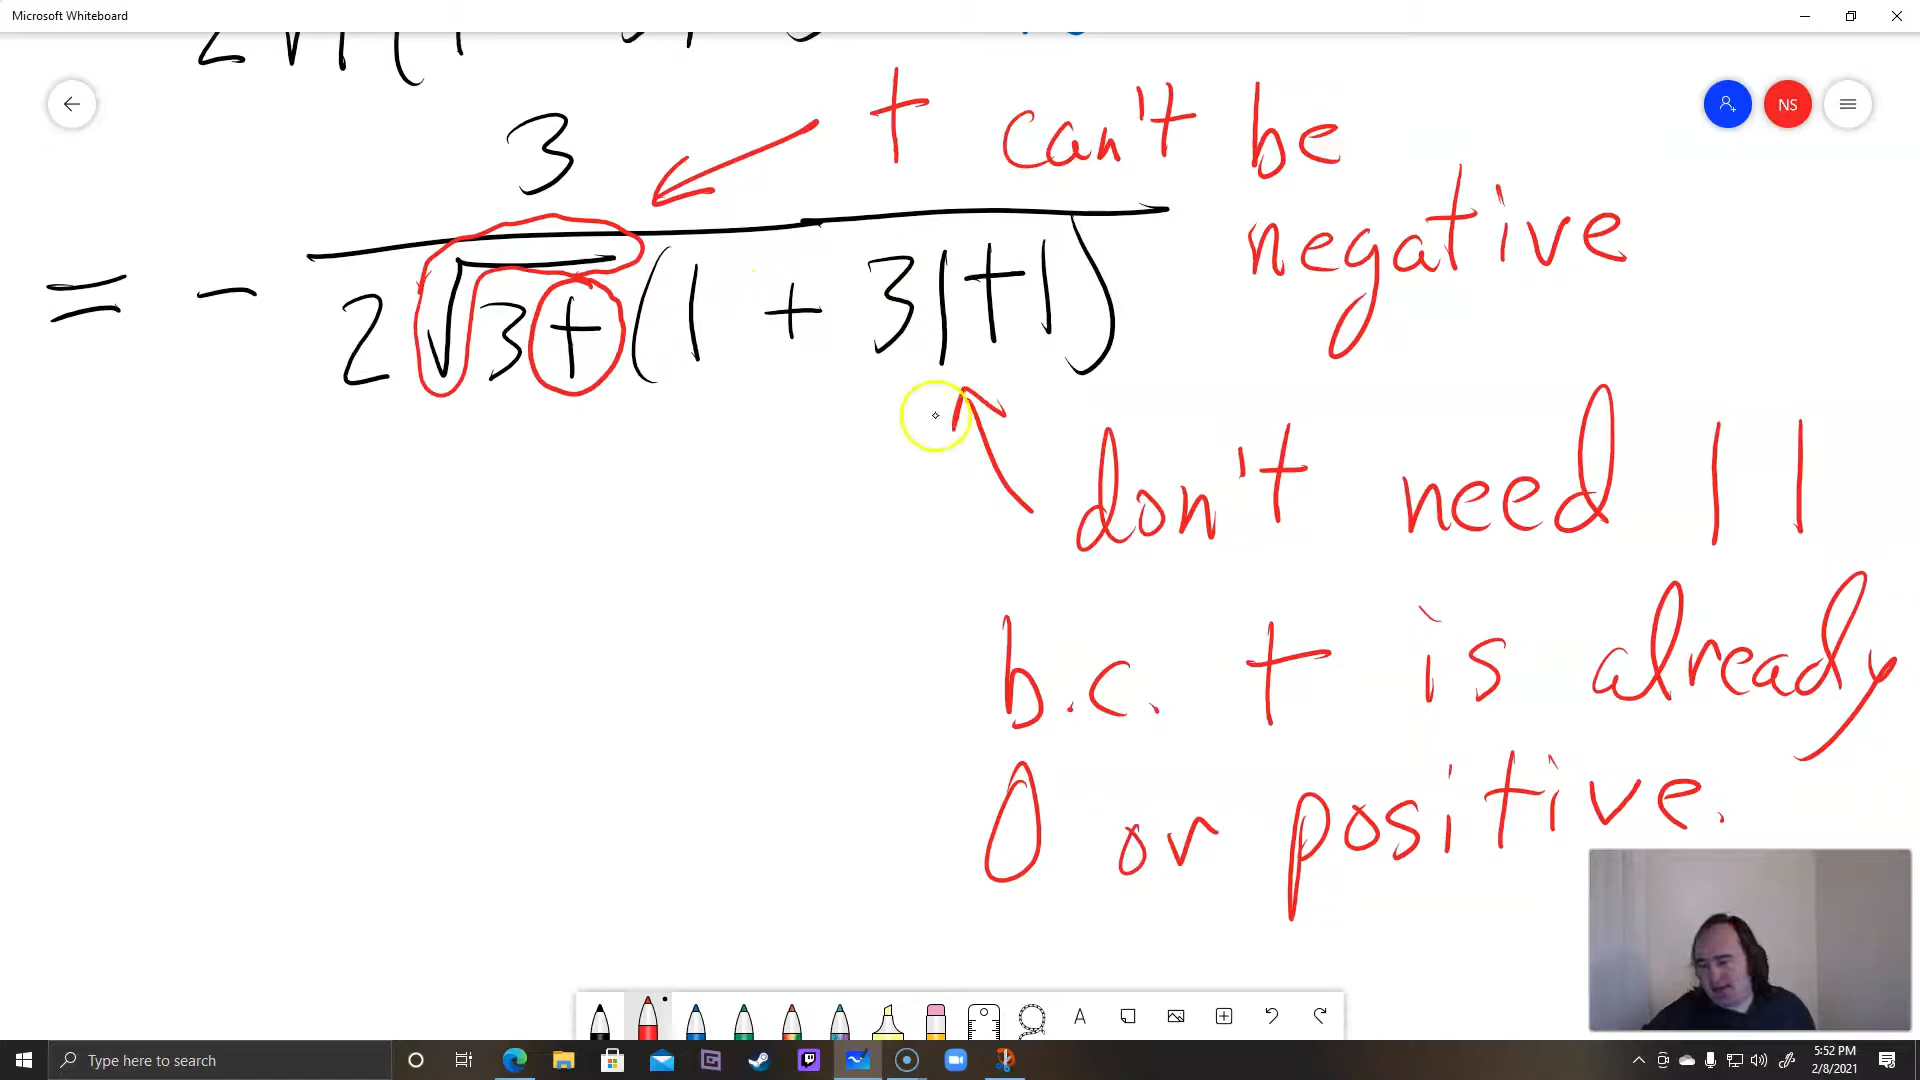 Microsoft Whiteboard
NS
t can't be
negative
3
= - 2√3t (1 + 3|t|)
don't need | |
b.c. t is already
0 or positive.
Type here to search
5:52 PM
2/8/2021